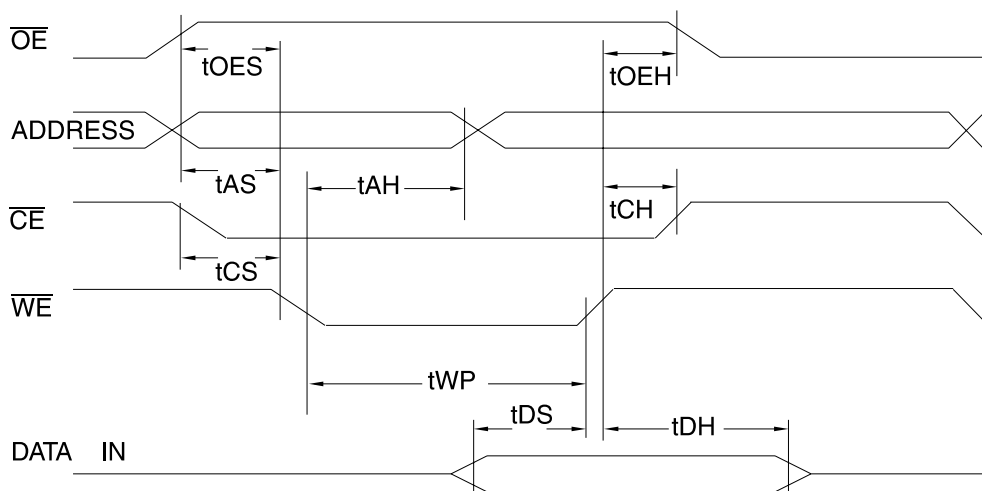 OE
tOES
tOEH
ADDRESS
tAS
tAH
tCH
CE
tCS
WE
tWP
tDS
tDH
DATA IN